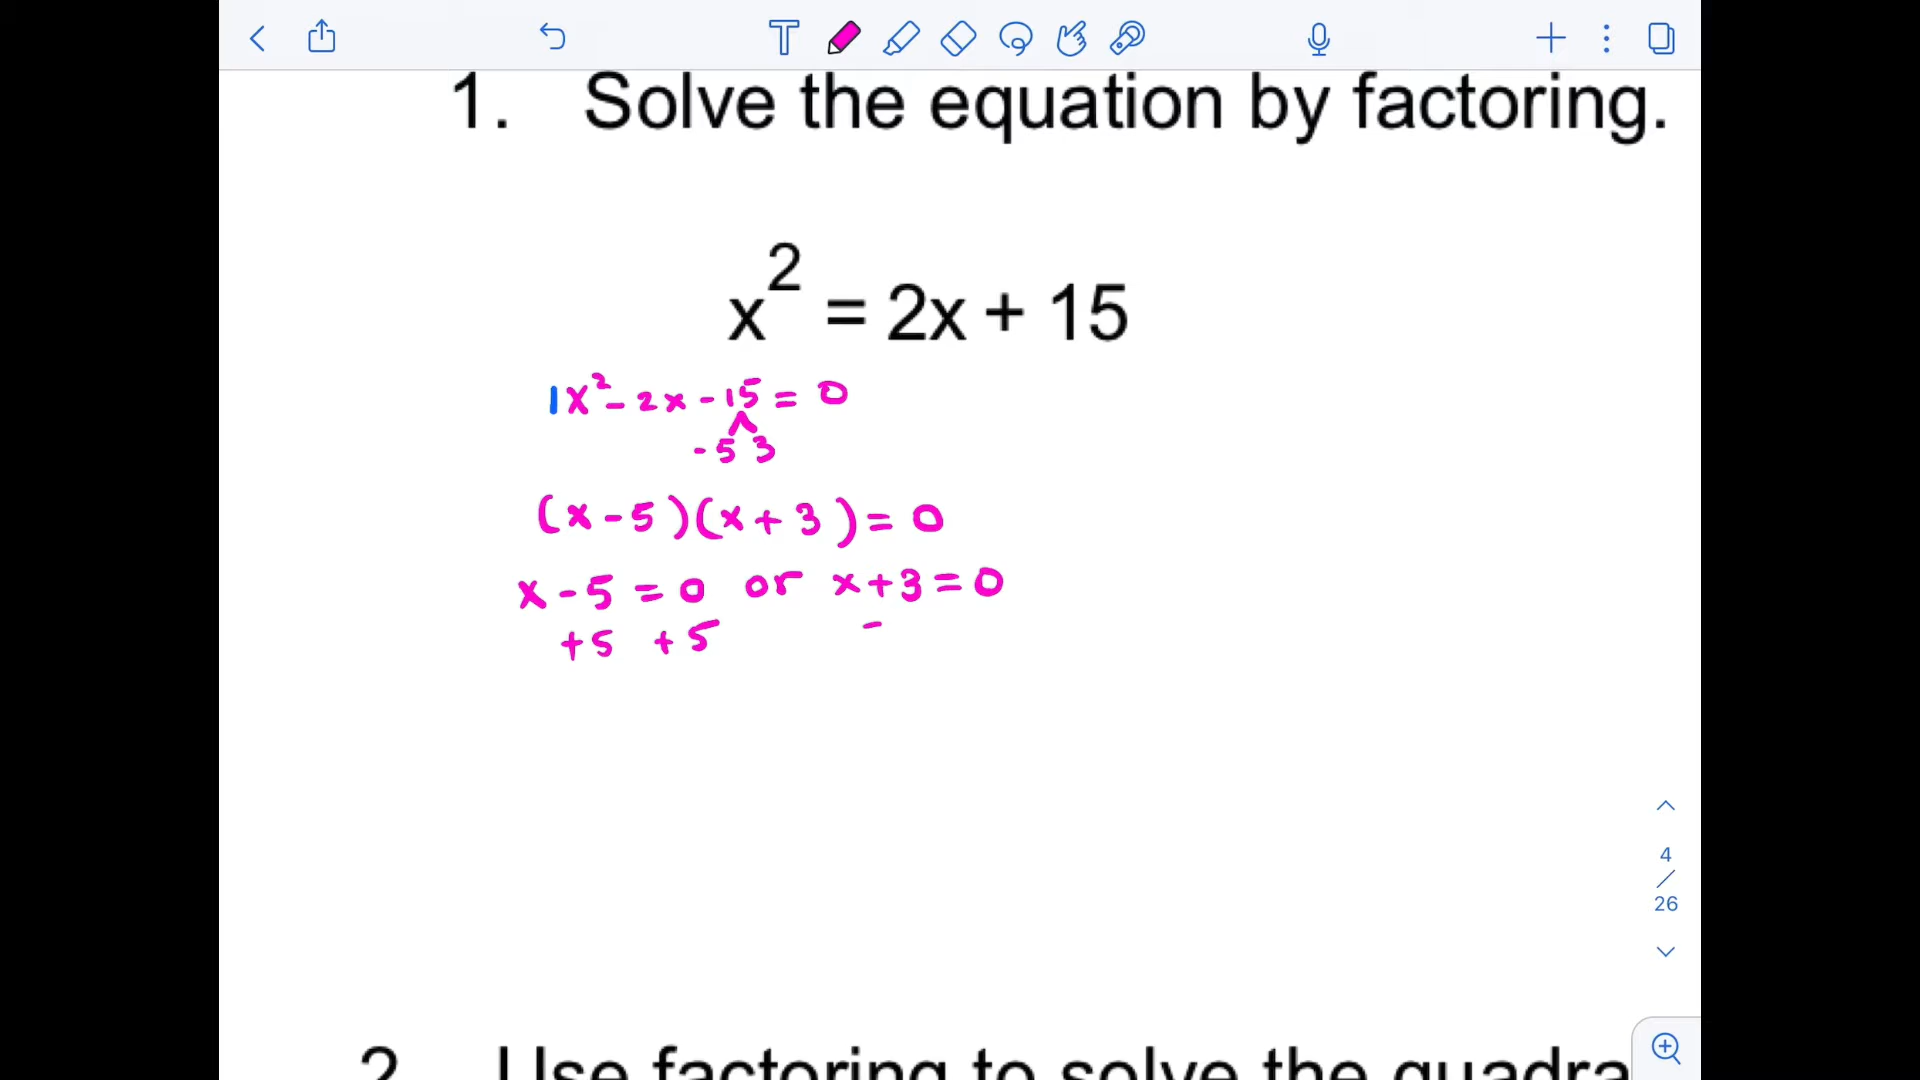 1. Solve the equation by factoring.
x² = 2x + 15
1x² - 2x - 15 = 0
-5 3
(x - 5)(x + 3) = 0
x - 5 = 0 or x + 3 = 0
+5 +5 -
4
/
26
2. Use factoring to solve the quadra